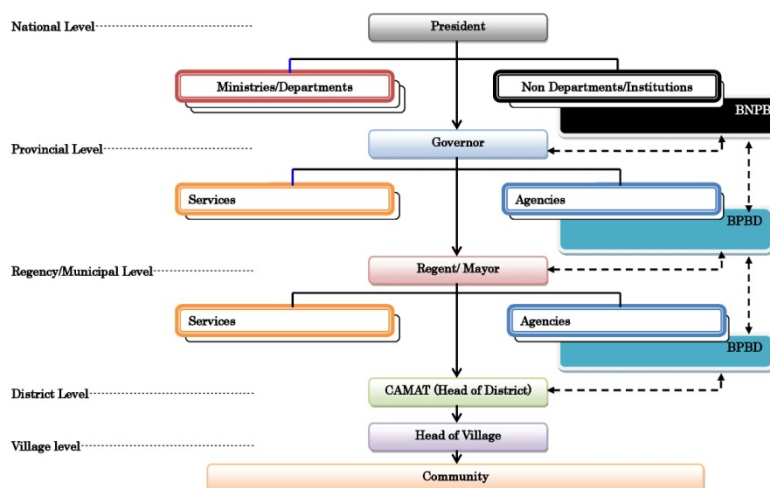 National Level
President
Ministries/Departments
Non Departments/Institutions
BNPB
Provincial Level
Governor
Services
Agencies
BPBD
Regency/Municipal Level
Regent/ Mayor
Services
Agencies
BPBD
District Level
CAMAT (Head of District)
Village level
Head of Village
Community